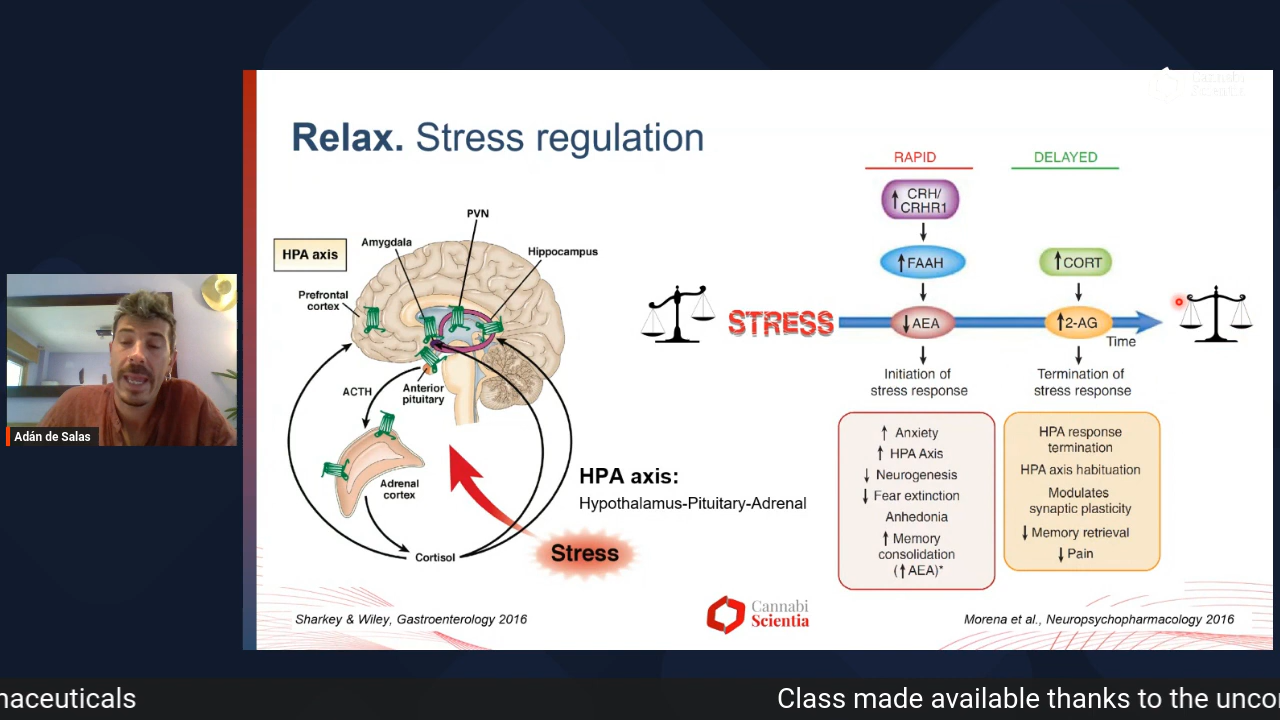 Cannabi
Scientia
Relax. Stress regulation
HPA axis
PVN
Amygdala
Hippocampus
Prefrontal
cortex
ACTH
Anterior
pituitary
Adrenal
cortex
Cortisol
Stress
HPA axis:
Hypothalamus-Pituitary-Adrenal
RAPID
DELAYED
↑ CRH/
CRHR1
↑FAAH
↑CORT
STRESS
↓AEA
↑2-AG
Time
Initiation of
stress response
Termination of
stress response
↑ Anxiety
↑ HPA Axis
↓ Neurogenesis
↓ Fear extinction
Anhedonia
↑ Memory
consolidation
(↑AEA)*
HPA response
termination
HPA axis habituation
Modulates
synaptic plasticity
↓ Memory retrieval
↓ Pain
Adán de Salas
Sharkey & Wiley, Gastroenterology 2016
Cannabi
Scientia
Morena et al., Neuropsychopharmacology 2016
naceuticals
Class made available thanks to the unco